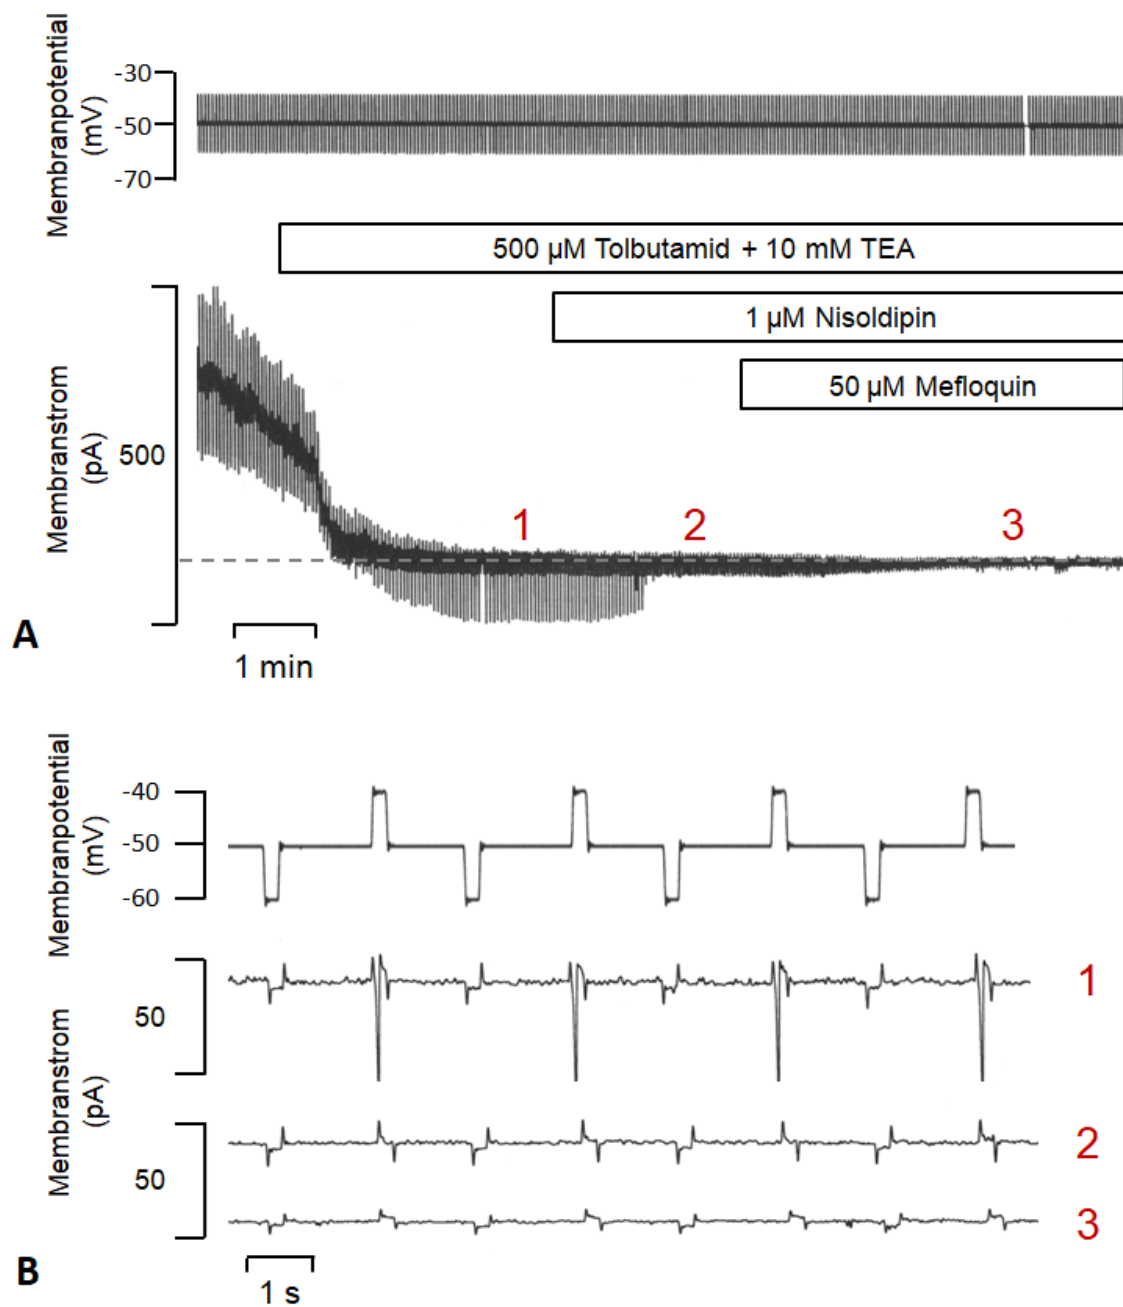 Membranpotential
(mV)
-30
-50
-70
500 µM Tolbutamid + 10 mM TEA
1 µM Nisoldipin
50 µM Mefloquin
Membranstrom
(pA)
500
1
2
3
A
1 min
Membranpotential
(mV)
-40
-50
-60
1
Membranstrom
(pA)
50
2
50
3
B
1 s